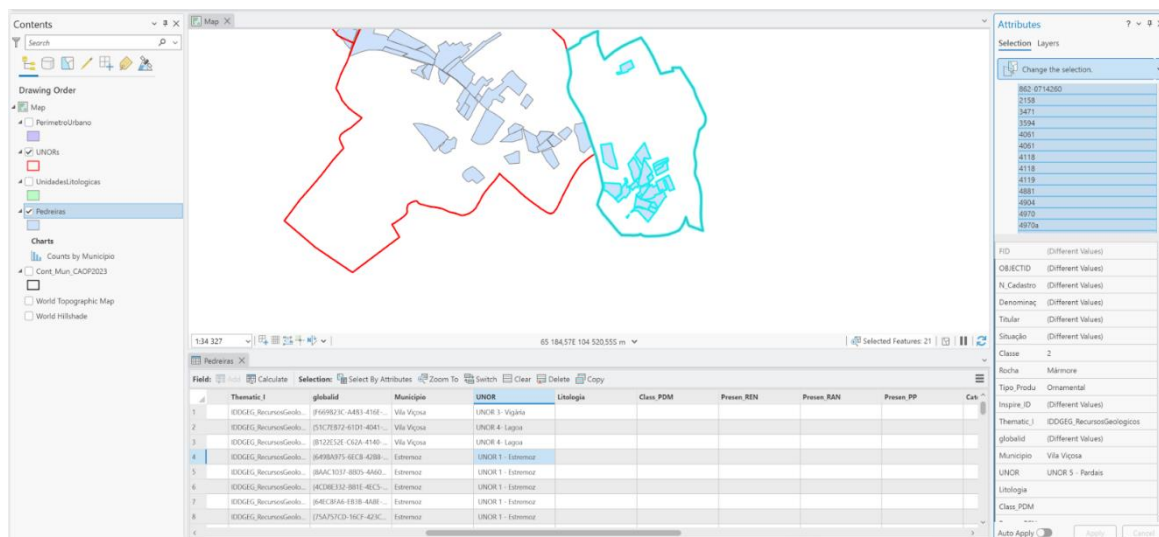 Contents
Search
Drawing Order
Map
PerimetroUrbano
UNORs
UnidadesLitologicas
Pedreiras
Charts
Counts by Município
Cont_Mun_CAOP2023
World Topographic Map
World Hillshade
Map
1:34 327
65 184,57E 104 520,555 m
Selected Features: 21
Pedreiras
Field: Add Calculate Selection: Select By Attributes Zoom To Switch Clear Delete Copy
Thematic_I globalid Município UNOR Litologia Class_PDM Presen_REN Presen_RAN Presen_PP
1 IDDGEG_RecursosGeolo... Vila Viçosa UNOR 3- Vigária
2 IDDGEG_RecursosGeolo... Vila Viçosa UNOR 4- Lagoa
3 IDDGEG_RecursosGeolo... Vila Viçosa UNOR 4- Lagoa
4 IDDGEG_RecursosGeolo... Estremoz UNOR 1 - Estremoz
5 IDDGEG_RecursosGeolo... Estremoz UNOR 1 - Estremoz
6 IDDGEG_RecursosGeolo... Estremoz UNOR 1 - Estremoz
7 IDDGEG_RecursosGeolo... Estremoz UNOR 1 - Estremoz
8 IDDGEG_RecursosGeolo... Estremoz UNOR 1 - Estremoz
Attributes
Selection Layers
Change the selection.
862-0714260
2158
3471
3594
4061
4061
4118
4118
4119
4881
4904
4970
4970a
FID (Different Values)
OBJECTID (Different Values)
N_Cadastro (Different Values)
Denominaç (Different Values)
Titular (Different Values)
Situação (Different Values)
Classe 2
Rocha Mármore
Tipo_Produ Ornamental
Inspire_ID (Different Values)
Thematic_I IDDGEG_RecursosGeologicos
globalid (Different Values)
Município Vila Viçosa
UNOR UNOR 5 - Pardais
Litologia
Class_PDM
Auto Apply Apply Cancel